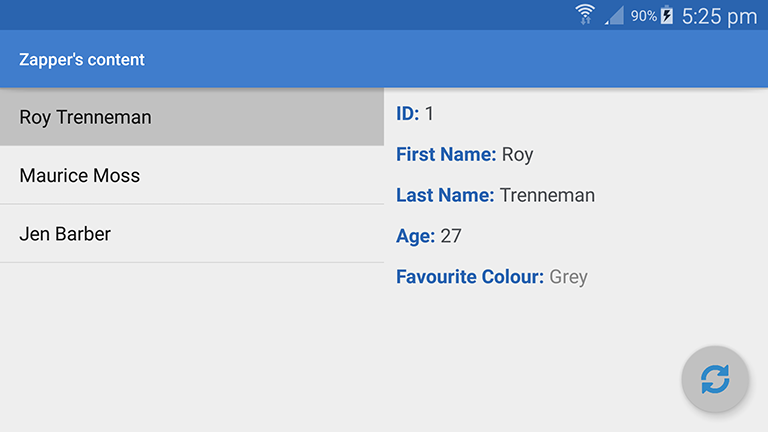 90% 5:25 pm
Zapper's content
Roy Trenneman
Maurice Moss
Jen Barber
ID: 1
First Name: Roy
Last Name: Trenneman
Age: 27
Favourite Colour: Grey